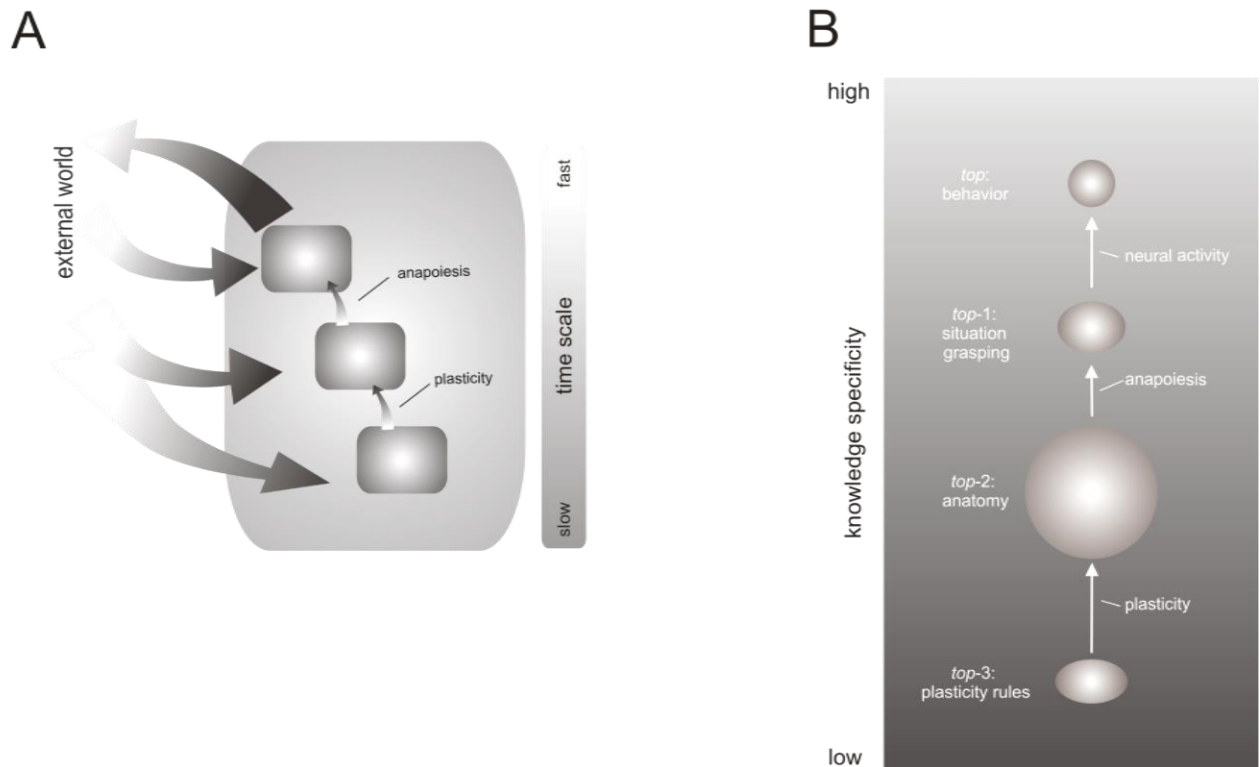 A
external world
anapoiesis
plasticity
fast
time scale
slow
B
high
knowledge specificity
low
top:
behavior
neural activity
top-1:
situation
grasping
anapoiesis
top-2:
anatomy
plasticity
top-3:
plasticity rules